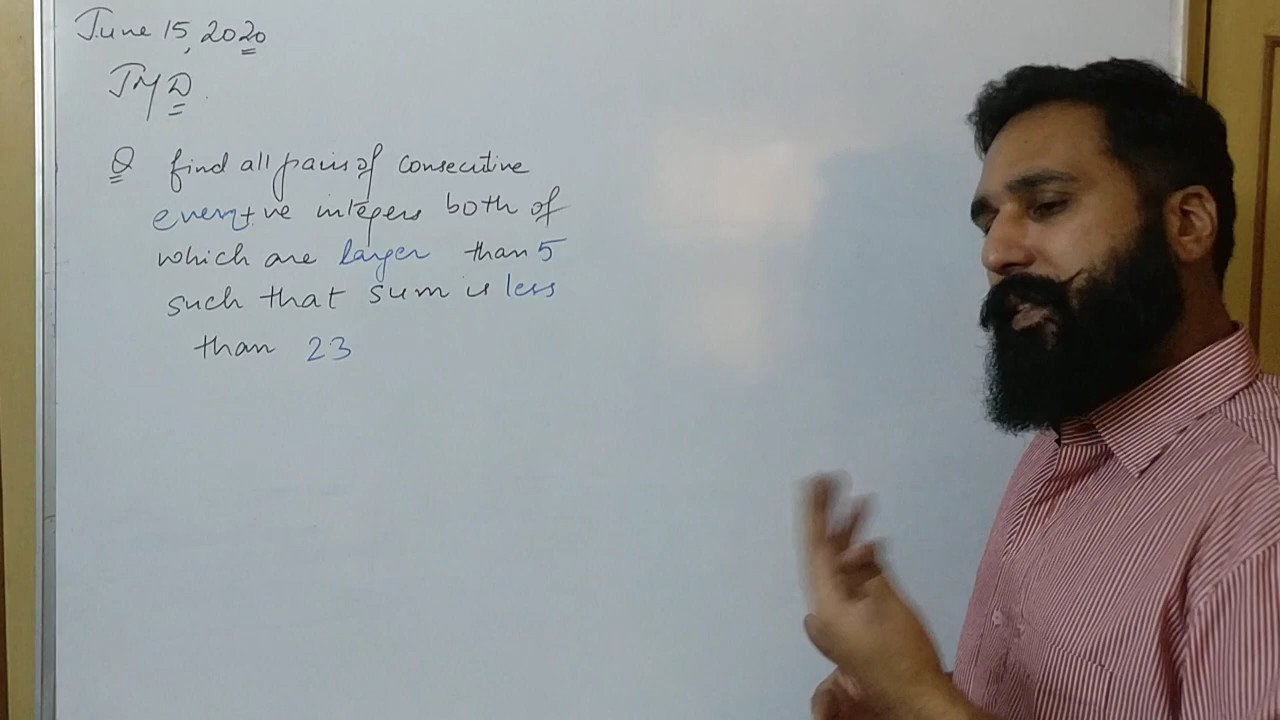 June 15, 2020
JMD.
Q find all pairs of consecutive
even +ve integers both of
which are larger than 5
such that sum is less
than 23